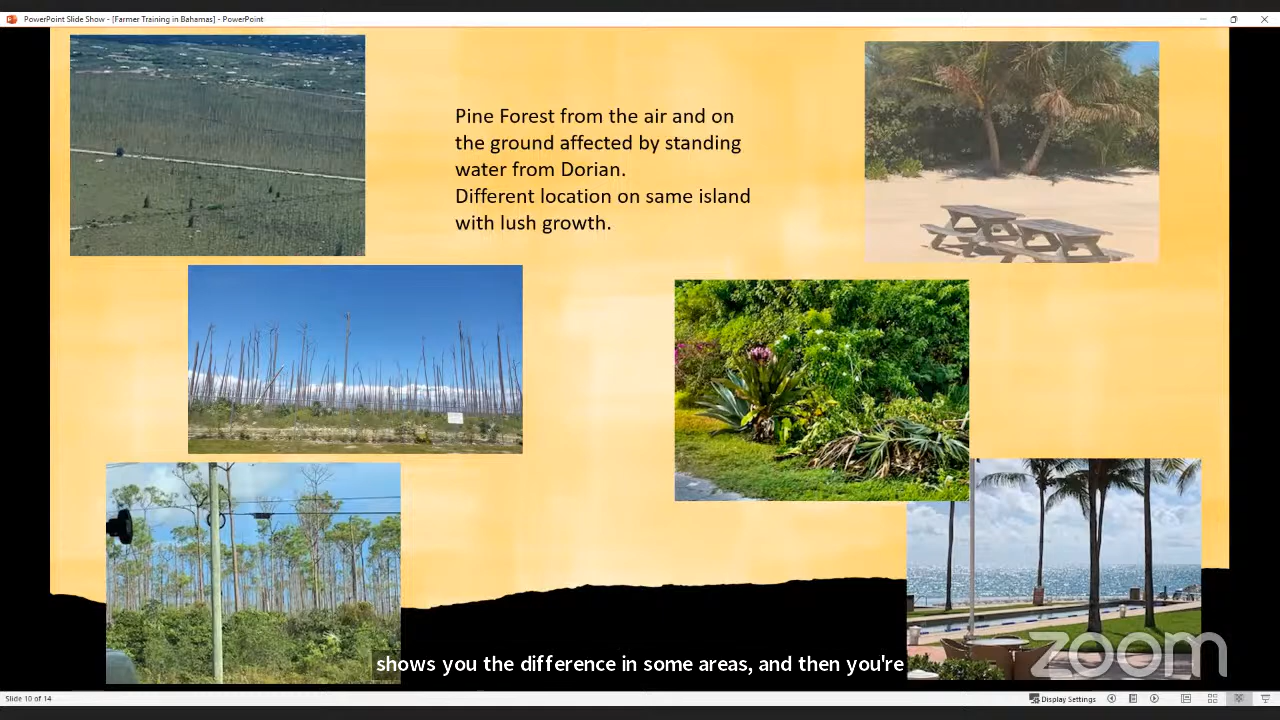 PowerPoint Slide Show - [Farmer Training in Bahamas] - PowerPoint
Pine Forest from the air and on
the ground affected by standing
water from Dorian.
Different location on same island
with lush growth.
shows you the difference in some areas, and then you're
zoom
Slide 10 of 14
Display Settings